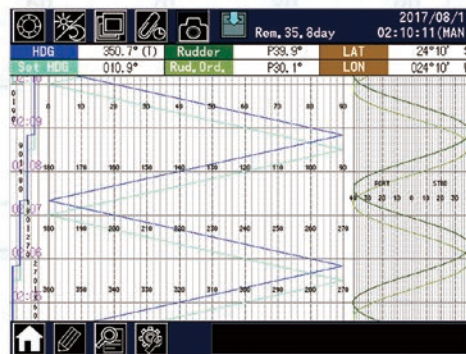 2017/08/1
Rem. 35.8day 02:10:11(MAN
HDG 350.7° (T) Rudder P39.9° LAT 24°10'
Set HDG 010.9° Rud.Ord. P30.1° LON 024°10'
0 10 20 30 40 50 60 70 80 90
02:09
02:08
180 170 160 150 140 130 120 110 100 90
PORT STBD
40 30 20 10 0 10 20 30
02:07
180 190 200 210 220 230 240 250 260 270
02:06
360 350 340 330 320 310 300 290 280 270